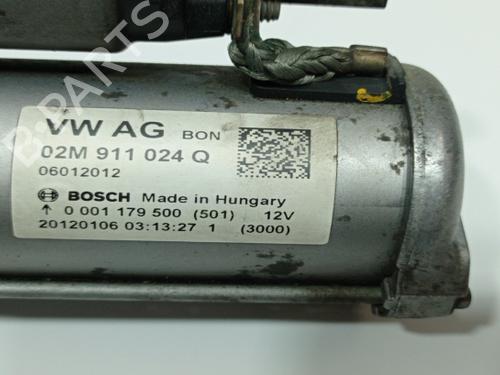 VW AG BON
02M 911 024 Q
06012012
BOSCH Made in Hungary
↑ 0 001 179 500 (501) 12V
20120106 03:13:27 1 (3000)
B-PARTS